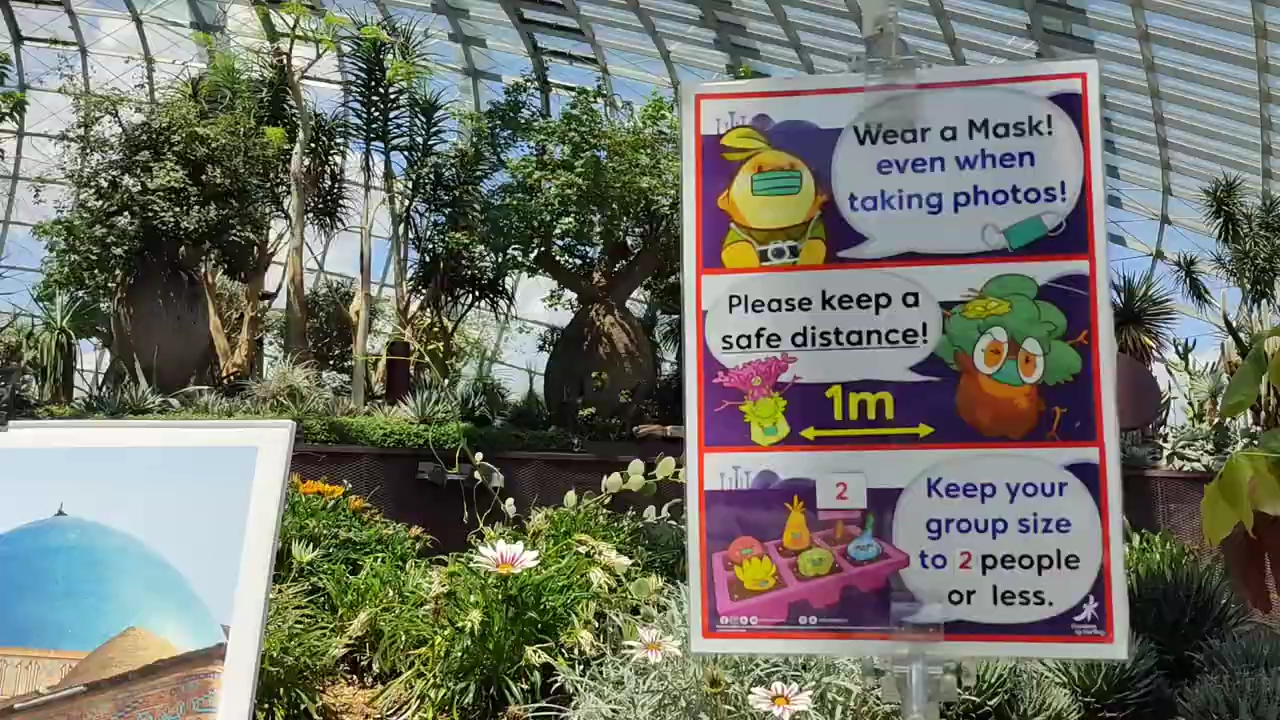 Wear a Mask!
even when
taking photos!
Please keep a
safe distance!
1m
2
Keep your
group size
to 2 people
or less.